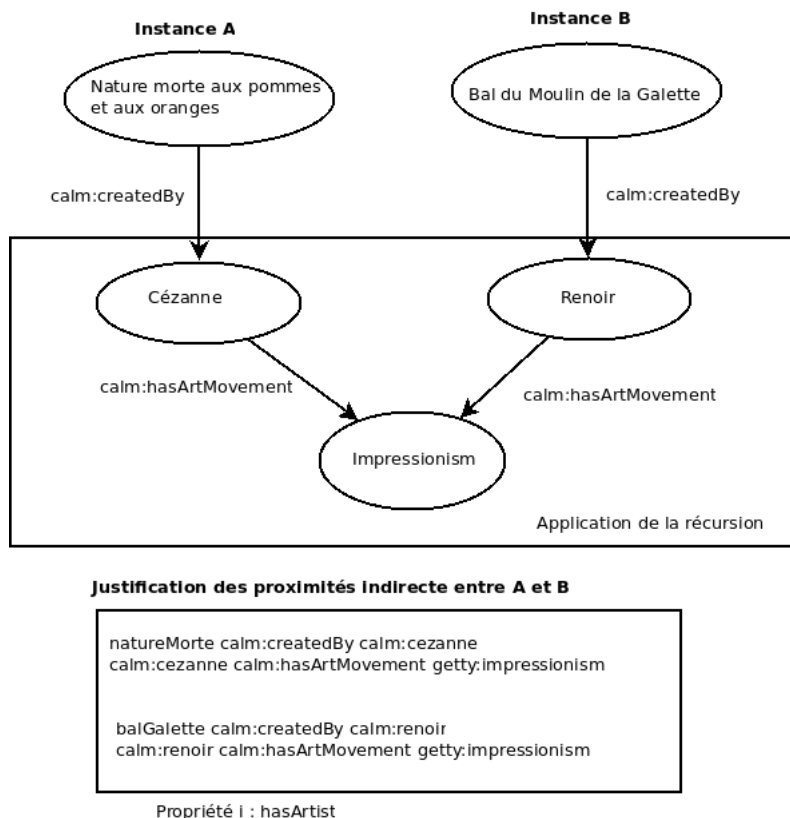 Instance A
Instance B
Nature morte aux pommes
et aux oranges
Bal du Moulin de la Galette
calm:createdBy
calm:createdBy
Cézanne
Renoir
calm:hasArtMovement
calm:hasArtMovement
Impressionism
Application de la récursion
Justification des proximités indirecte entre A et B
natureMorte calm:createdBy calm:cezanne
calm:cezanne calm:hasArtMovement getty:impressionism
balGalette calm:createdBy calm:renoir
calm:renoir calm:hasArtMovement getty:impressionism
Propriété i : hasArtist